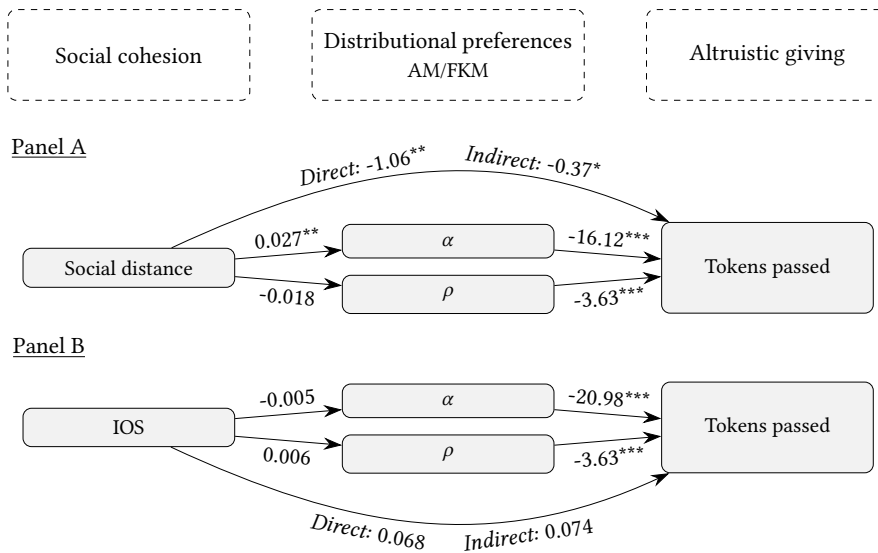 Social cohesion
Distributional preferences
AM/FKM
Altruistic giving
Panel A
Direct: -1.06**
Indirect: -0.37*
Social distance
0.027**
-0.018
α
ρ
-16.12***
-3.63***
Tokens passed
Panel B
IOS
-0.005
0.006
α
ρ
-20.98***
-3.63***
Tokens passed
Direct: 0.068
Indirect: 0.074